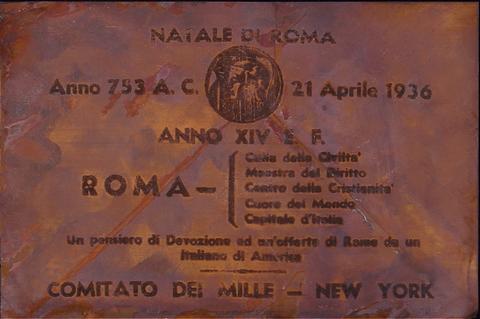 NATALE DI ROMA
Anno 753 A. C. 21 Aprile 1936
ANNO XIV E. F.
ROMA — Culla della Civiltà'
Maestra del Diritto
Centro della Cristianità'
Cuore del Mondo
Capitale d'Italia
Un pensiero di Devozione ed un'offerta di Rame da un
Italiano di America
COMITATO DEI MILLE — NEW YORK